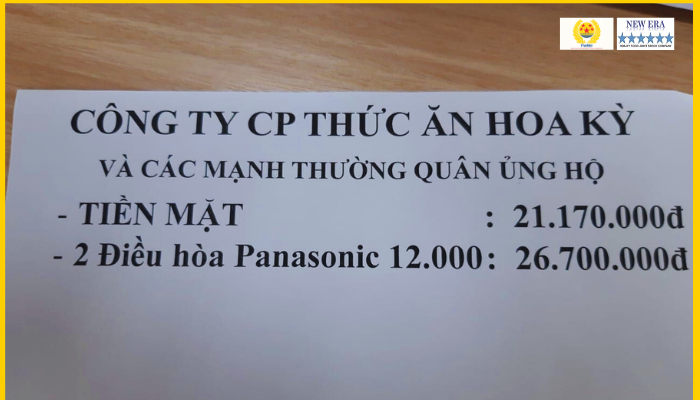 NEW ERA
CÔNG TY CP THỨC ĂN HOA KỲ
VÀ CÁC MẠNH THƯỜNG QUÂN ỦNG HỘ
- TIỀN MẶT : 21.170.000đ
- 2 Điều hòa Panasonic 12.000 : 26.700.000đ